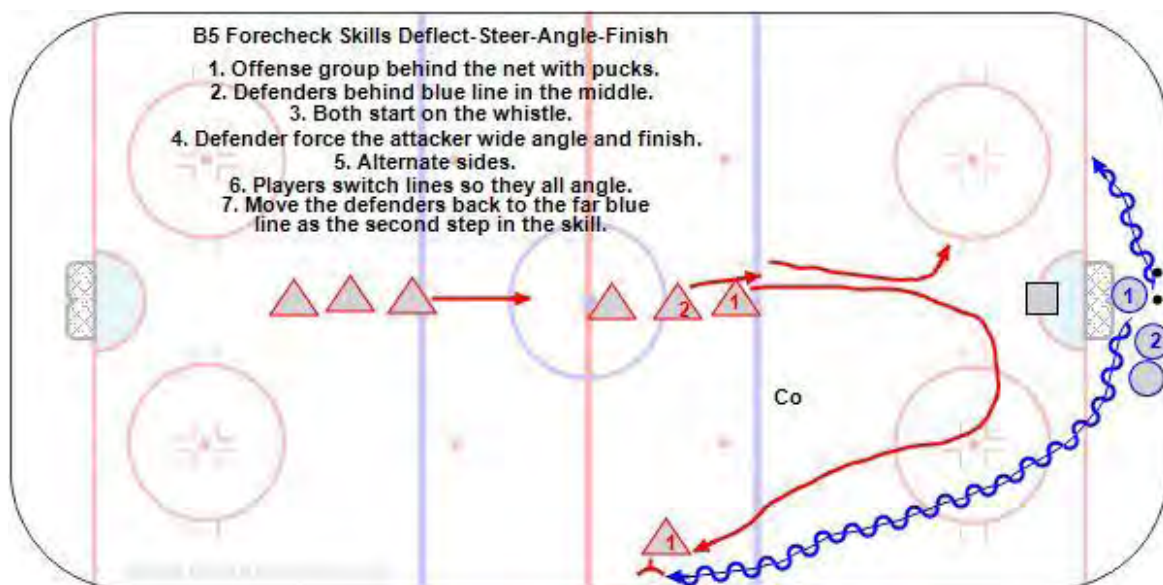 B5 Forecheck Skills Deflect-Steer-Angle-Finish
1. Offense group behind the net with pucks.
2. Defenders behind blue line in the middle.
3. Both start on the whistle.
4. Defender force the attacker wide angle and finish.
5. Alternate sides.
6. Players switch lines so they all angle.
7. Move the defenders back to the far blue
line as the second step in the skill.
2
1
1
2
Co
1